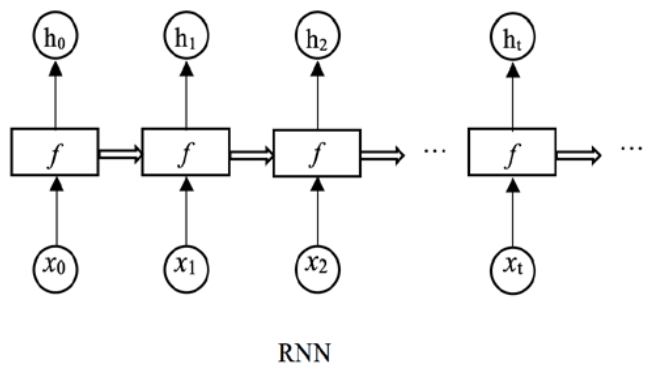 h₀ h₁ h₂ hₜ
f f f ... f ...
x₀ x₁ x₂ xₜ
RNN